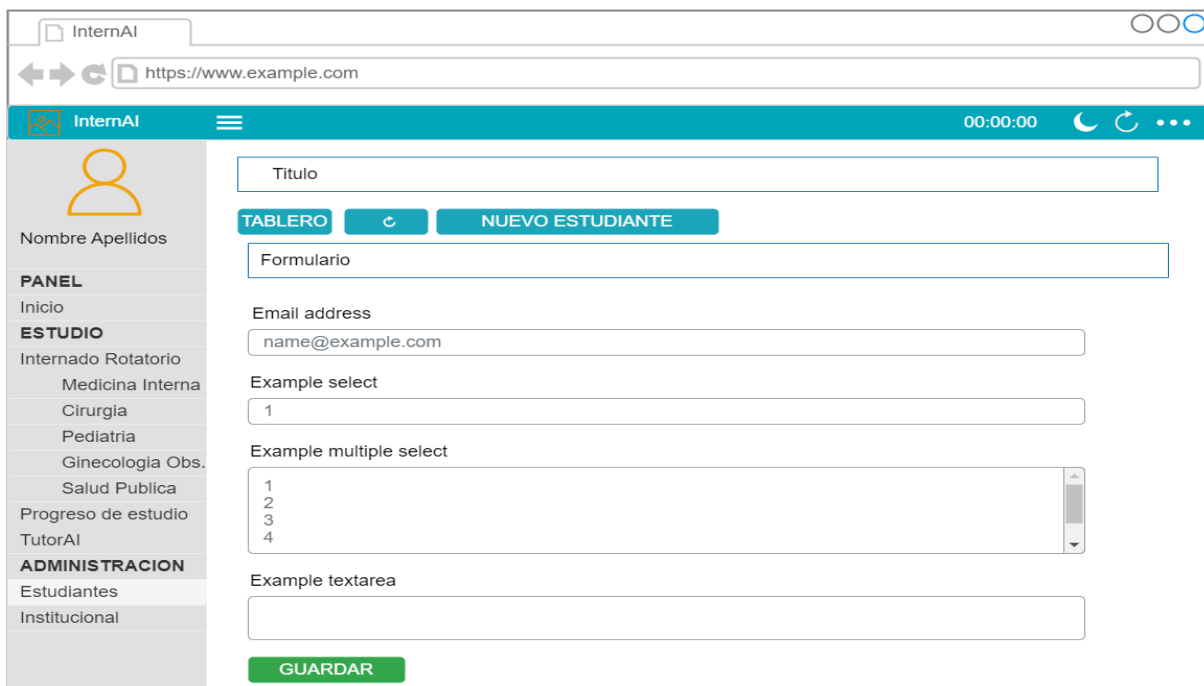 InternAI
https://www.example.com
InternAI 00:00:00
Nombre Apellidos
PANEL
Inicio
ESTUDIO
Internado Rotatorio
Medicina Interna
Cirurgia
Pediatria
Ginecologia Obs.
Salud Publica
Progreso de estudio
TutorAI
ADMINISTRACION
Estudiantes
Institucional
Titulo
TABLERO NUEVO ESTUDIANTE
Formulario
Email address
name@example.com
Example select
1
Example multiple select
1
2
3
4
Example textarea
GUARDAR